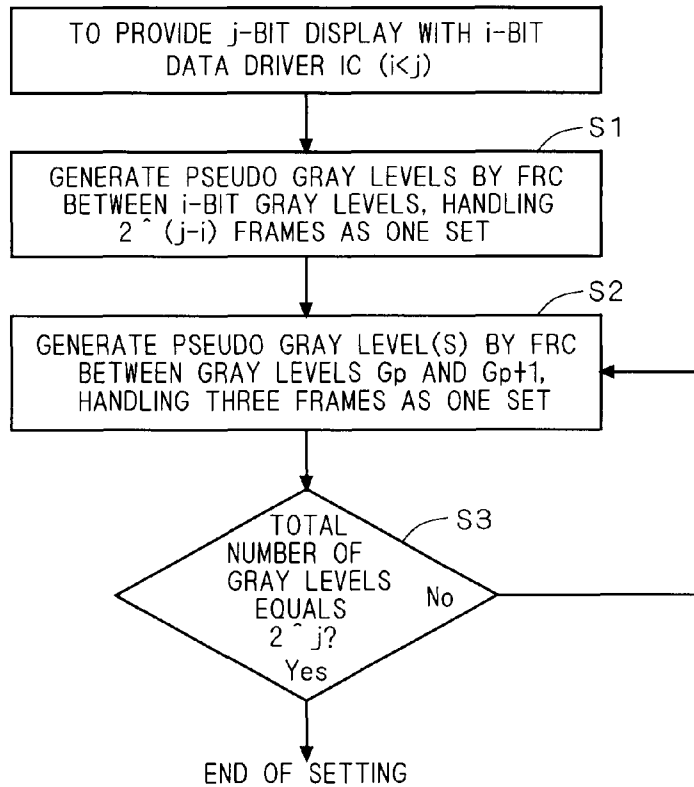 TO PROVIDE j-BIT DISPLAY WITH i-BIT
DATA DRIVER IC (i<j)
S1
GENERATE PSEUDO GRAY LEVELS BY FRC
BETWEEN i-BIT GRAY LEVELS, HANDLING
2^(j-i) FRAMES AS ONE SET
S2
GENERATE PSEUDO GRAY LEVEL(S) BY FRC
BETWEEN GRAY LEVELS Gp AND Gp+1,
HANDLING THREE FRAMES AS ONE SET
S3
TOTAL
NUMBER OF
GRAY LEVELS
EQUALS
2^j?
No
Yes
END OF SETTING